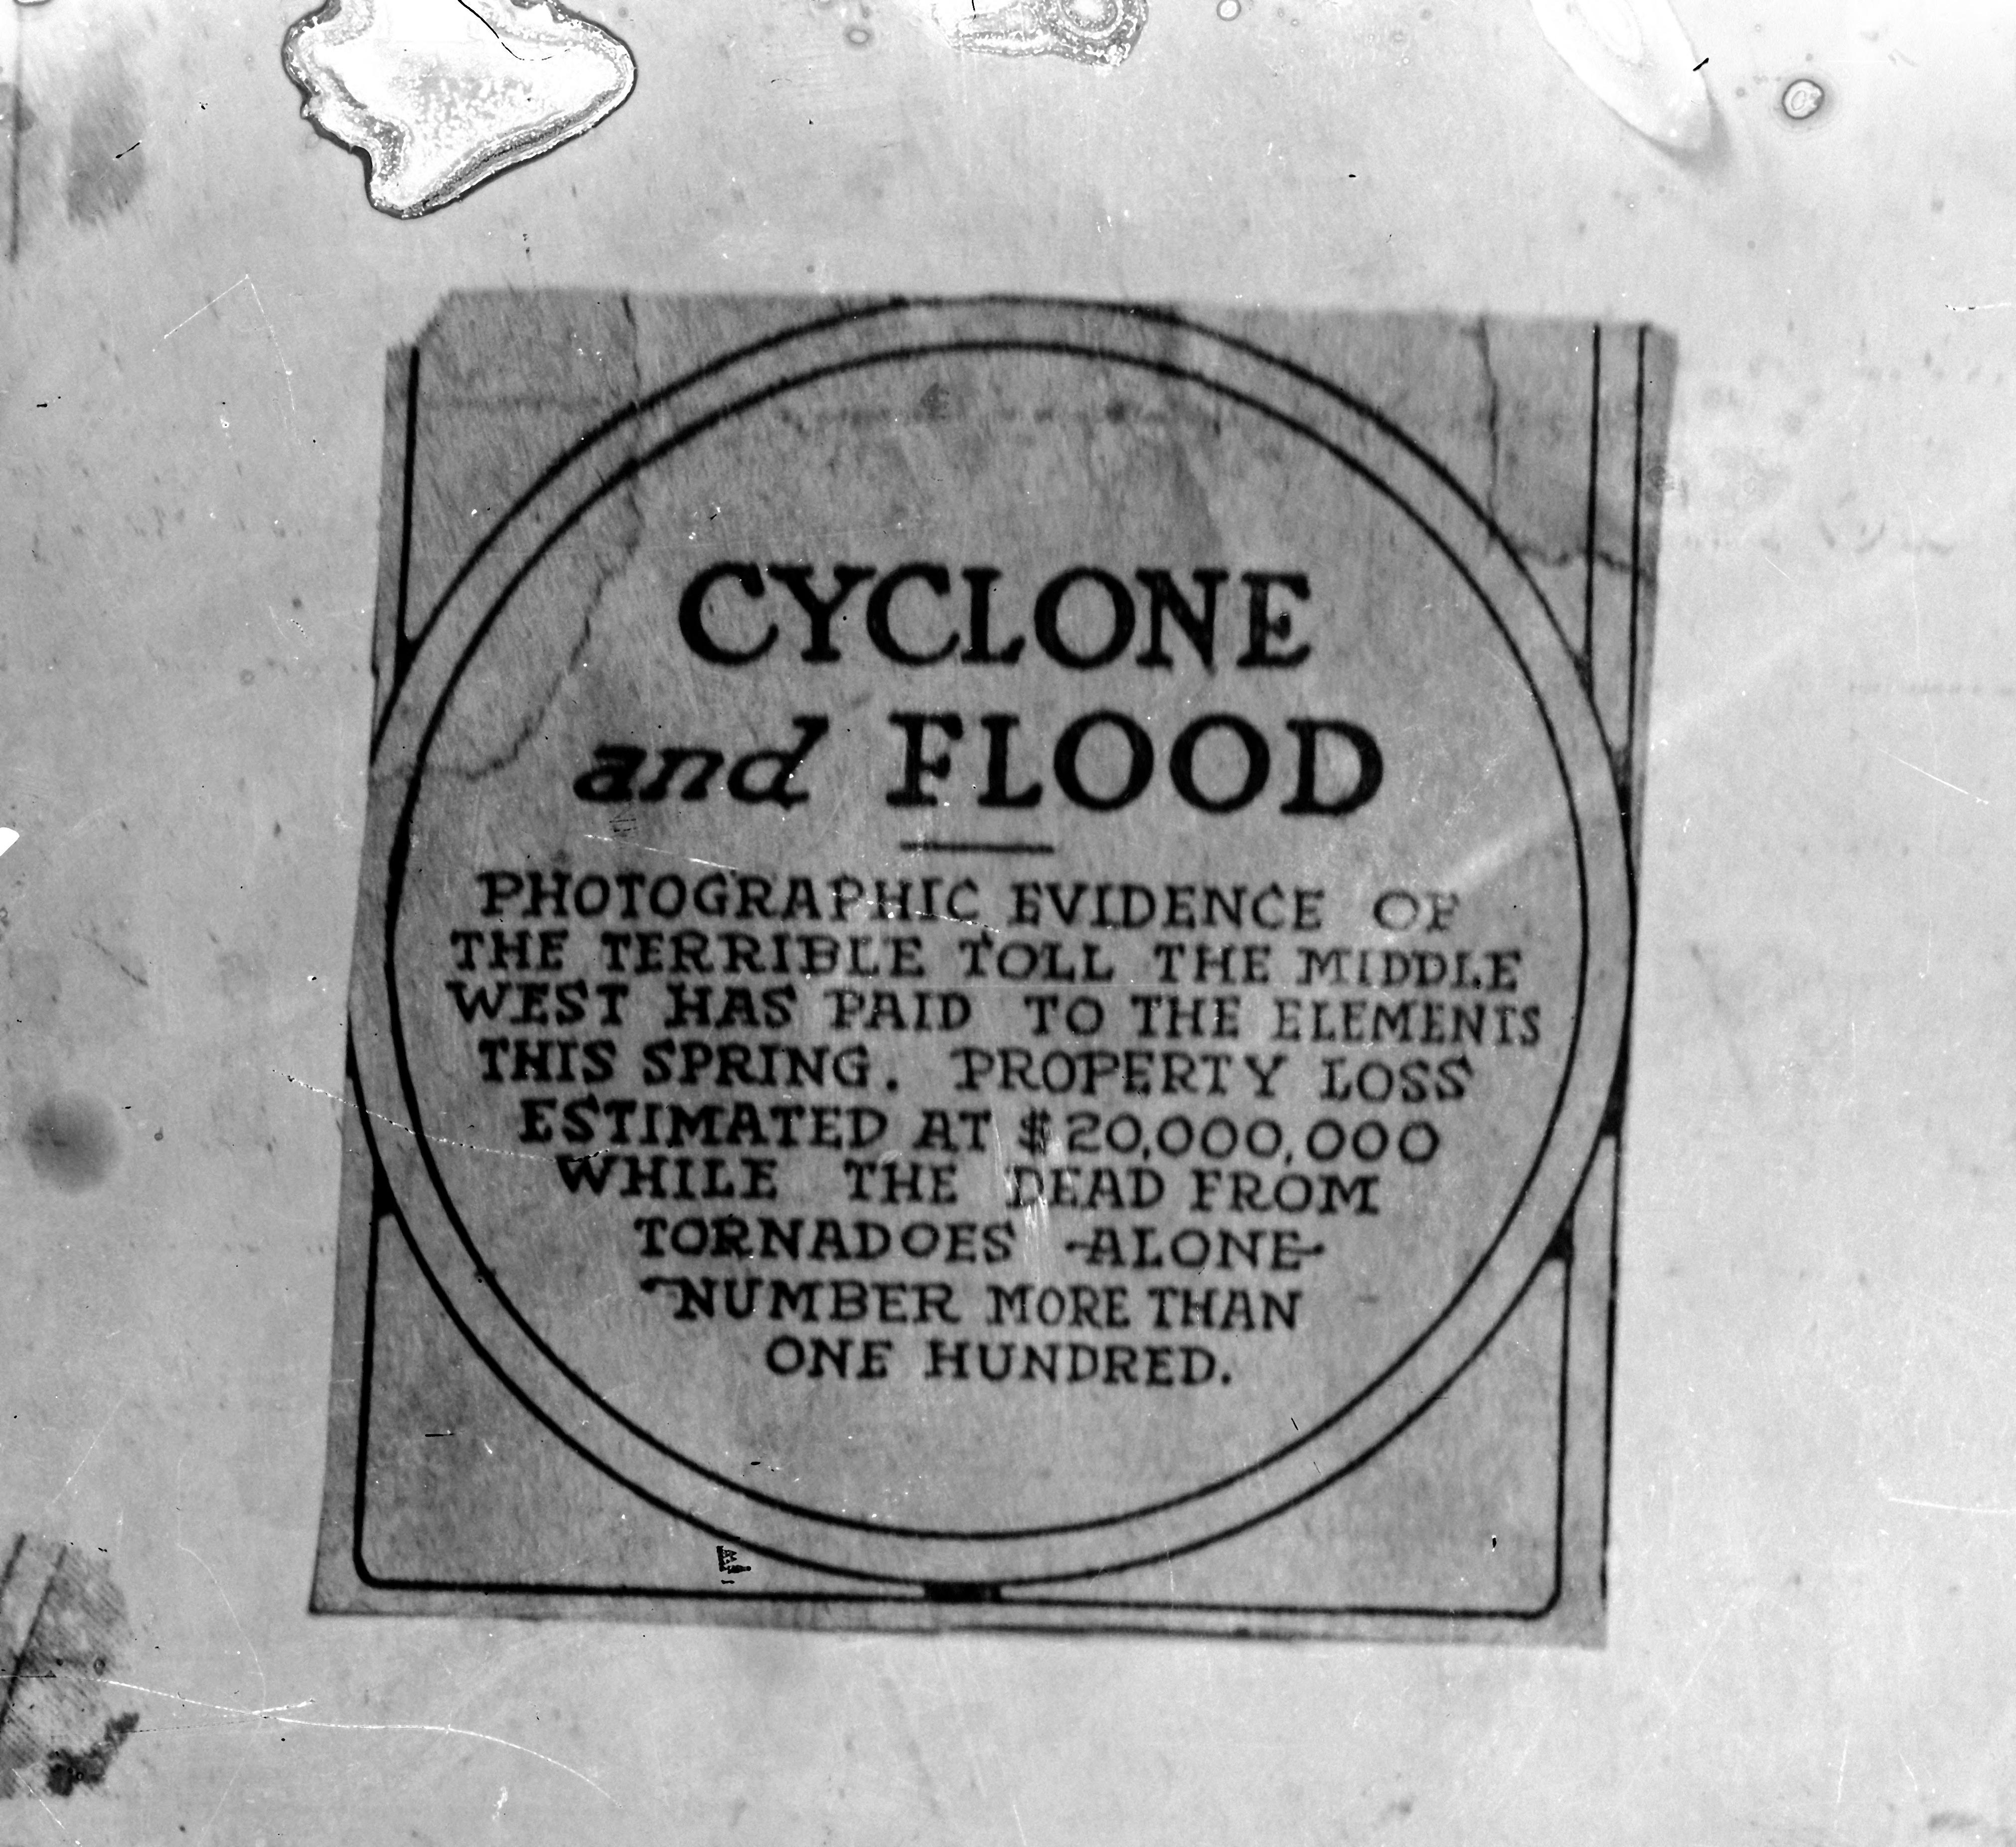 CYCLONE
and FLOOD
PHOTOGRAPHIC EVIDENCE OF
THE TERRIBLE TOLL THE MIDDLE
WEST HAS PAID TO THE ELEMENTS
THIS SPRING. PROPERTY LOSS
ESTIMATED AT $20,000,000
WHILE THE DEAD FROM
TORNADOES -ALONE-
NUMBER MORE THAN
ONE HUNDRED.